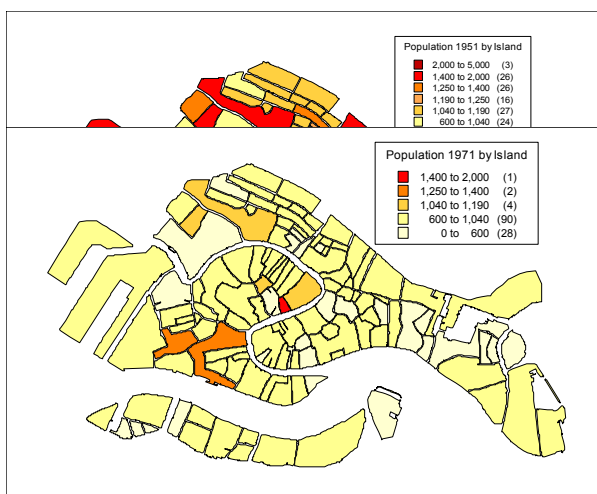 Population 1951 by Island
2,000 to 5,000 (3)
1,400 to 2,000 (26)
1,250 to 1,400 (26)
1,190 to 1,250 (16)
1,040 to 1,190 (27)
600 to 1,040 (24)
Population 1971 by Island
1,400 to 2,000 (1)
1,250 to 1,400 (2)
1,040 to 1,190 (4)
600 to 1,040 (90)
0 to 600 (28)